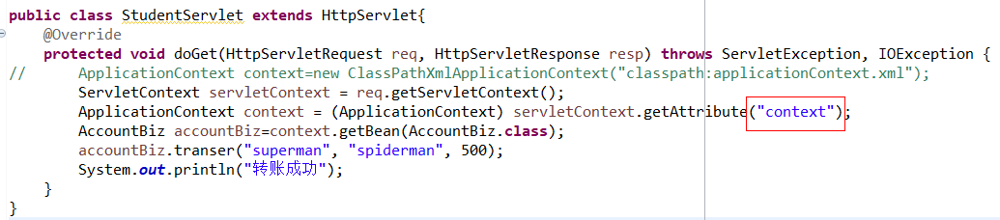 public class StudentServlet extends HttpServlet{
@Override
protected void doGet(HttpServletRequest req, HttpServletResponse resp) throws ServletException, IOException {
// ApplicationContext context=new ClassPathXmlApplicationContext("classpath:applicationContext.xml");
ServletContext servletContext = req.getServletContext();
ApplicationContext context = (ApplicationContext) servletContext.getAttribute("context");
AccountBiz accountBiz=context.getBean(AccountBiz.class);
accountBiz.transer("superman", "spiderman", 500);
System.out.println("转账成功");
}
}